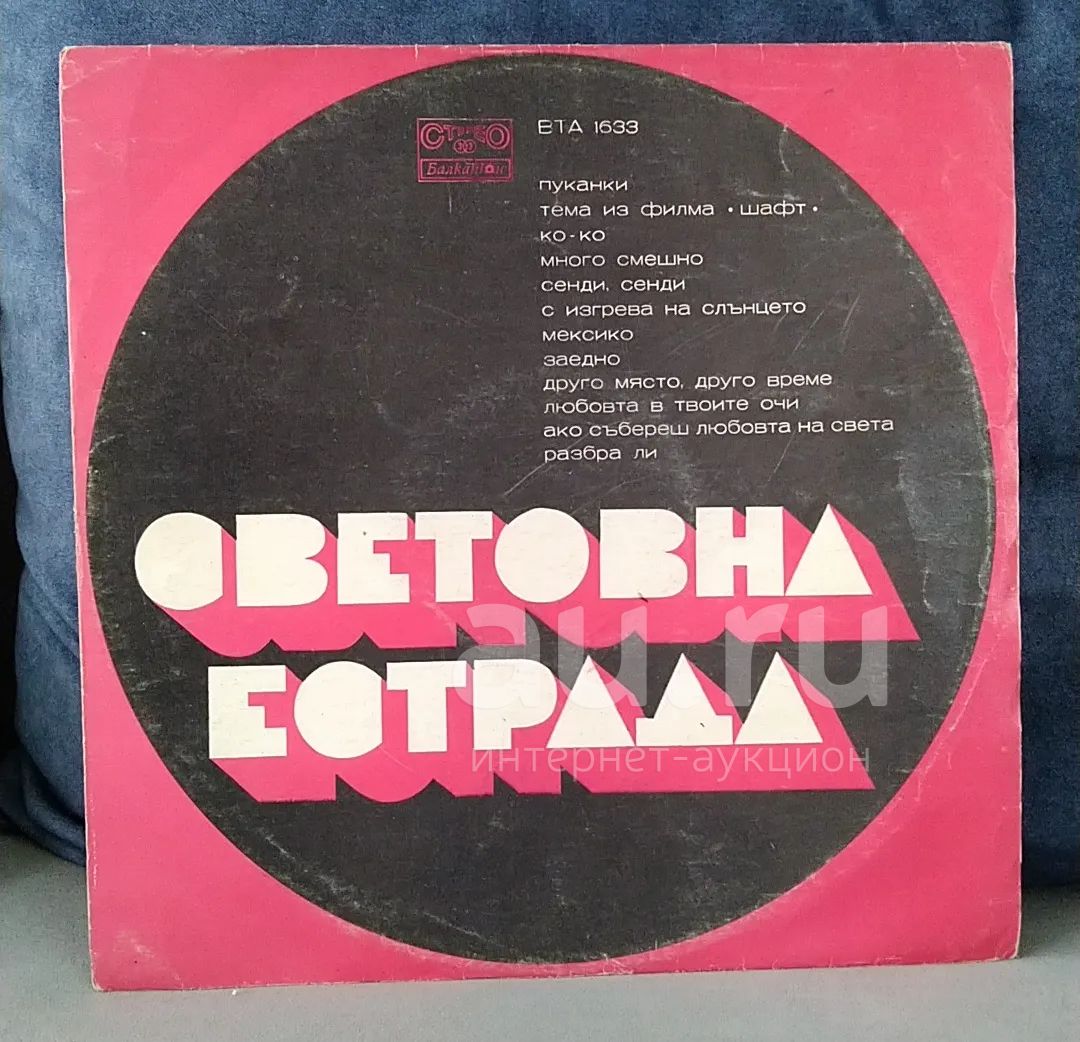 СТЕРЕО
Балкантон
ВТА 1633
пуканки
тема из филма •шафт•
ко-ко
много смешно
сенди, сенди
с изгрева на слънцето
мексико
заедно
друго място, друго време
любовта в твоите очи
ако събереш любовта на света
разбра ли
СВЕТОВНА
ЕСТРАДА
au.ru
интернет-аукцион